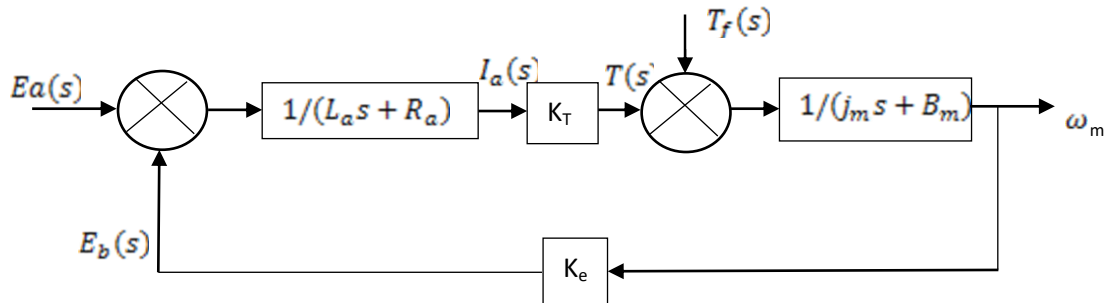 T_f(s)
Ea(s)
1/(L_a s + R_a)
I_a(s)
K_T
T(s)
1/(j_m s + B_m)
ω_m
E_b(s)
K_e